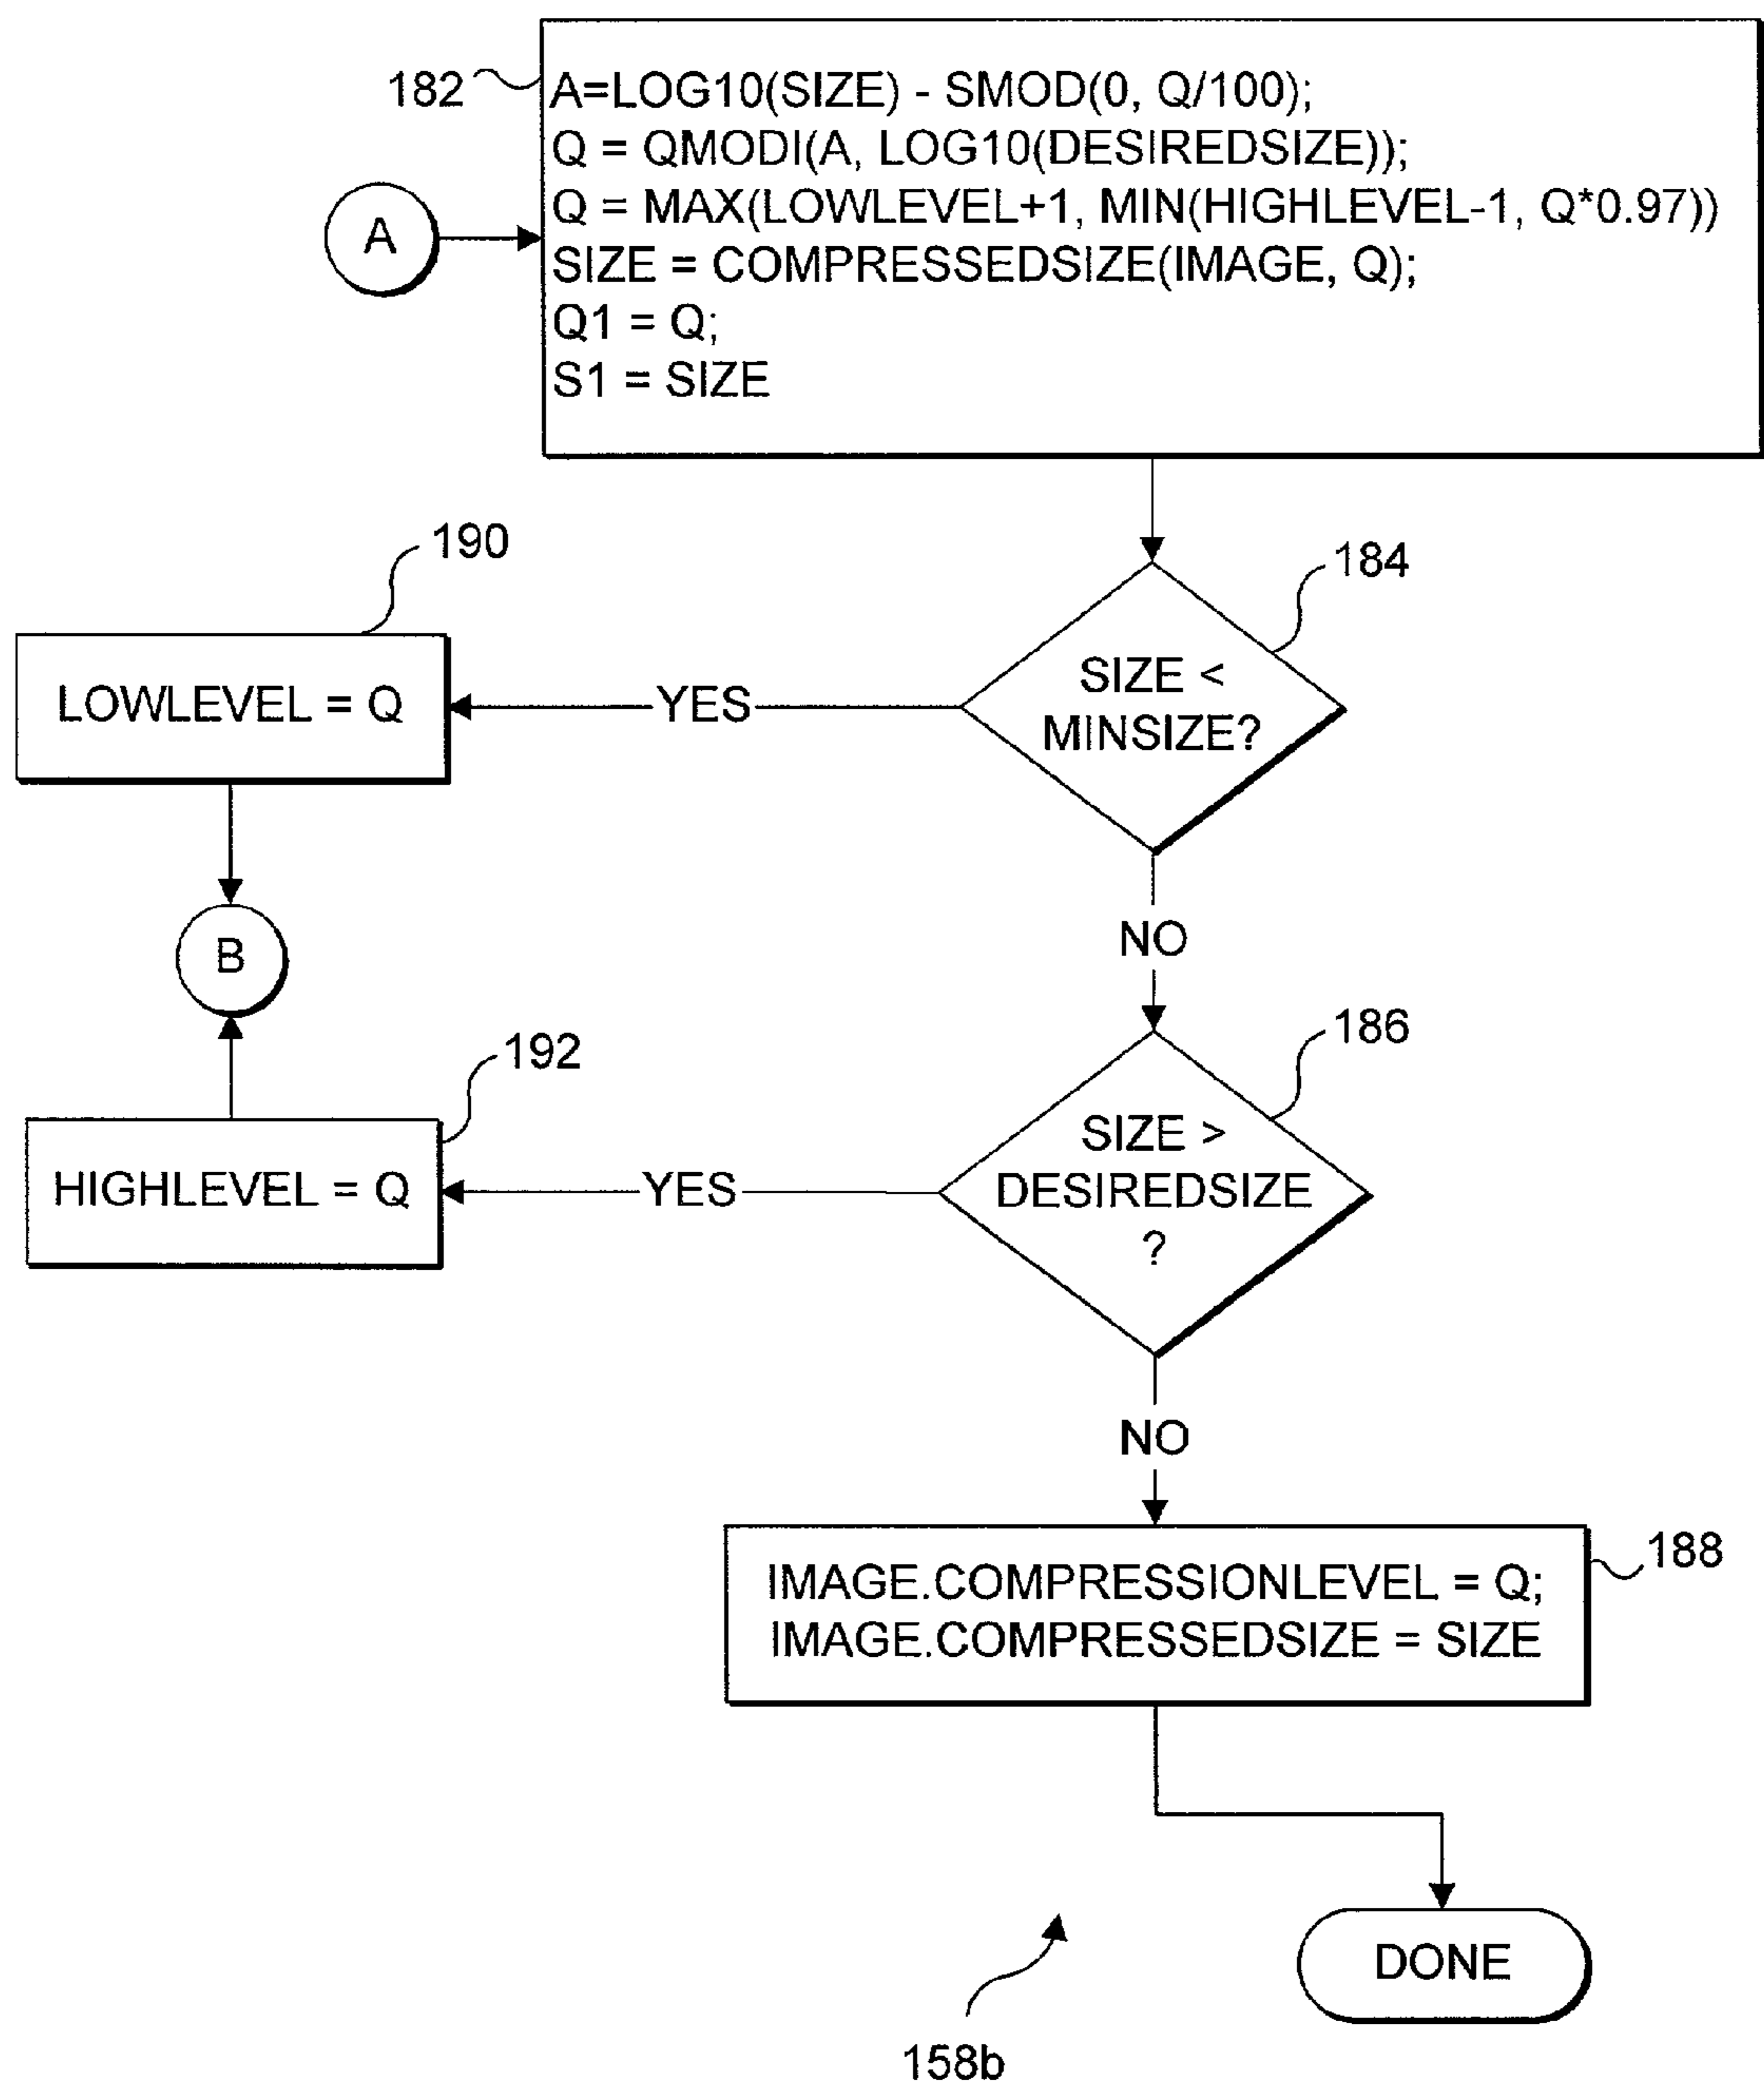 182
A=LOG10(SIZE) - SMOD(0, Q/100);
Q = QMODI(A, LOG10(DESIREDSIZE));
Q = MAX(LOWLEVEL+1, MIN(HIGHLEVEL-1, Q*0.97))
SIZE = COMPRESSEDSIZE(IMAGE, Q);
Q1 = Q;
S1 = SIZE
A
190
184
LOWLEVEL = Q
YES
SIZE <
MINSIZE?
NO
B
192
186
HIGHLEVEL = Q
YES
SIZE >
DESIREDSIZE
?
NO
188
IMAGE.COMPRESSIONLEVEL = Q;
IMAGE.COMPRESSEDSIZE = SIZE
DONE
158b